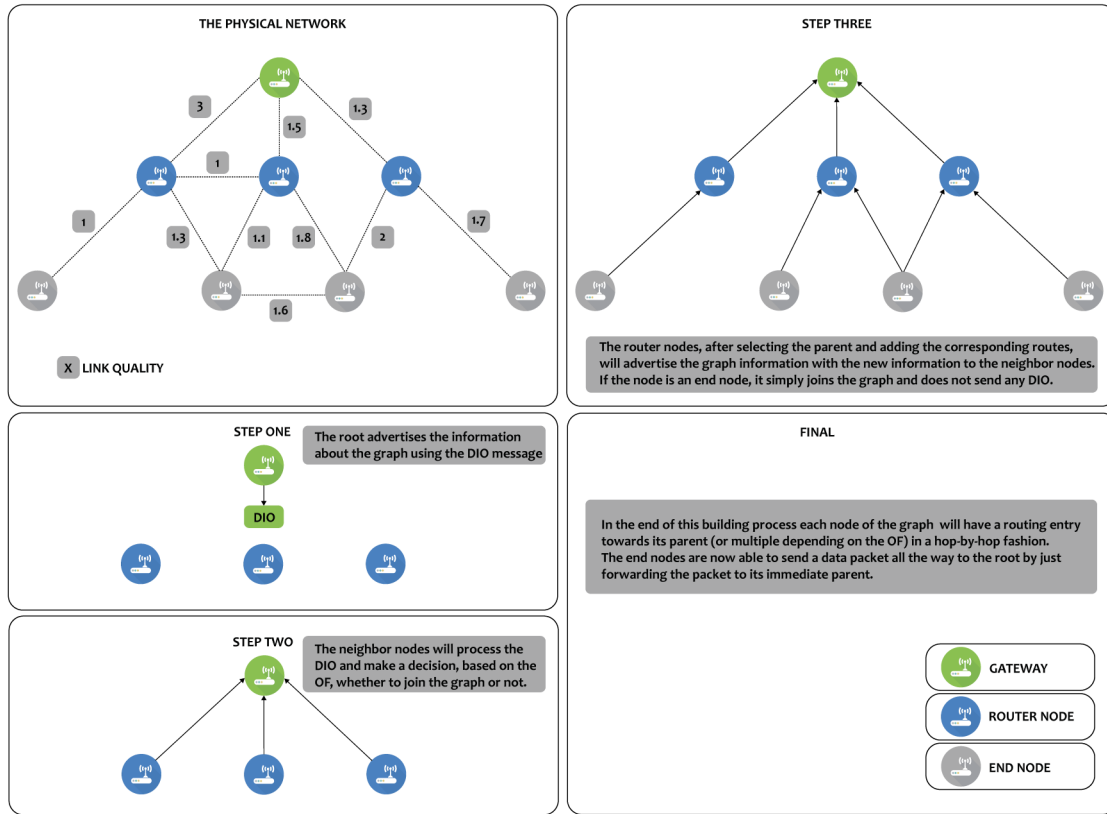 THE PHYSICAL NETWORK
3
1.5
1.3
1
1
1.3
1.1
1.8
2
1.7
1.6
X LINK QUALITY
STEP ONE
The root advertises the information
about the graph using the DIO message
DIO
STEP TWO
The neighbor nodes will process the
DIO and make a decision, based on the
OF, whether to join the graph or not.
STEP THREE
The router nodes, after selecting the parent and adding the corresponding routes,
will advertise the graph information with the new information to the neighbor nodes.
If the node is an end node, it simply joins the graph and does not send any DIO.
FINAL
In the end of this building process each node of the graph will have a routing entry
towards its parent (or multiple depending on the OF) in a hop-by-hop fashion.
The end nodes are now able to send a data packet all the way to the root by just
forwarding the packet to its immediate parent.
GATEWAY
ROUTER NODE
END NODE